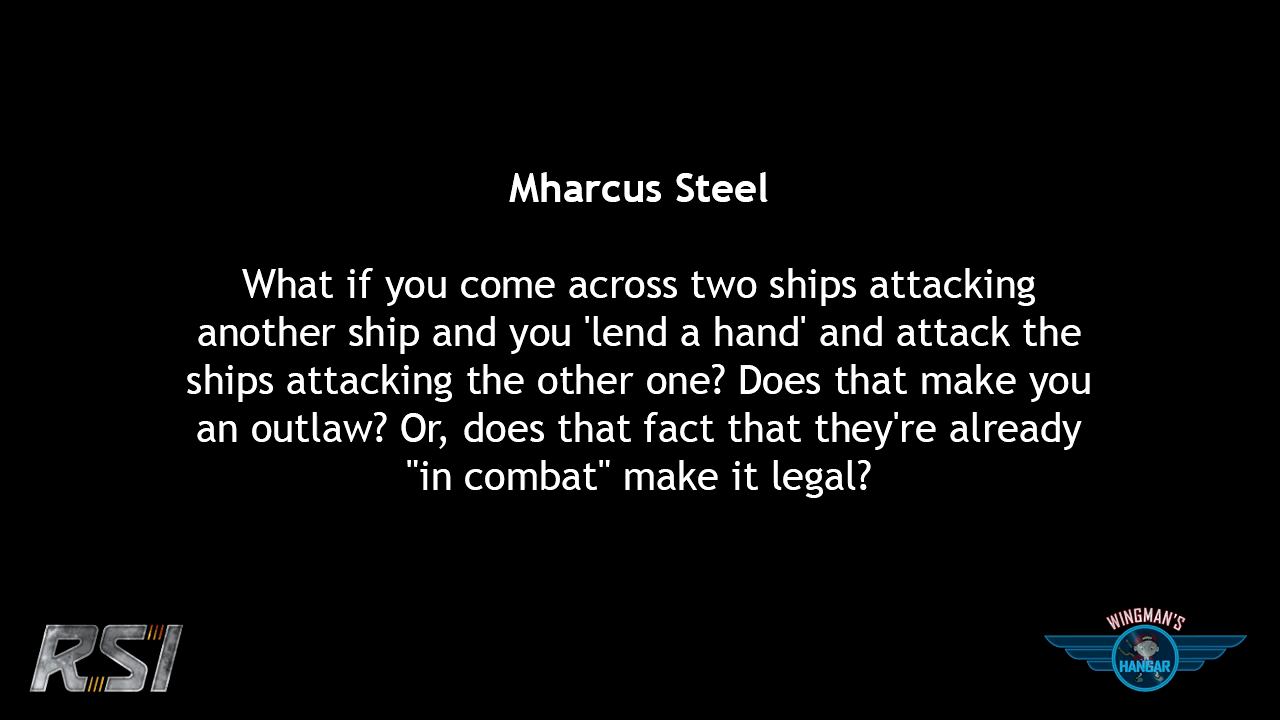 Mharcus Steel
What if you come across two ships attacking
another ship and you 'lend a hand' and attack the
ships attacking the other one? Does that make you
an outlaw? Or, does that fact that they're already
"in combat" make it legal?
RSI
WINGMAN'S
HANGAR